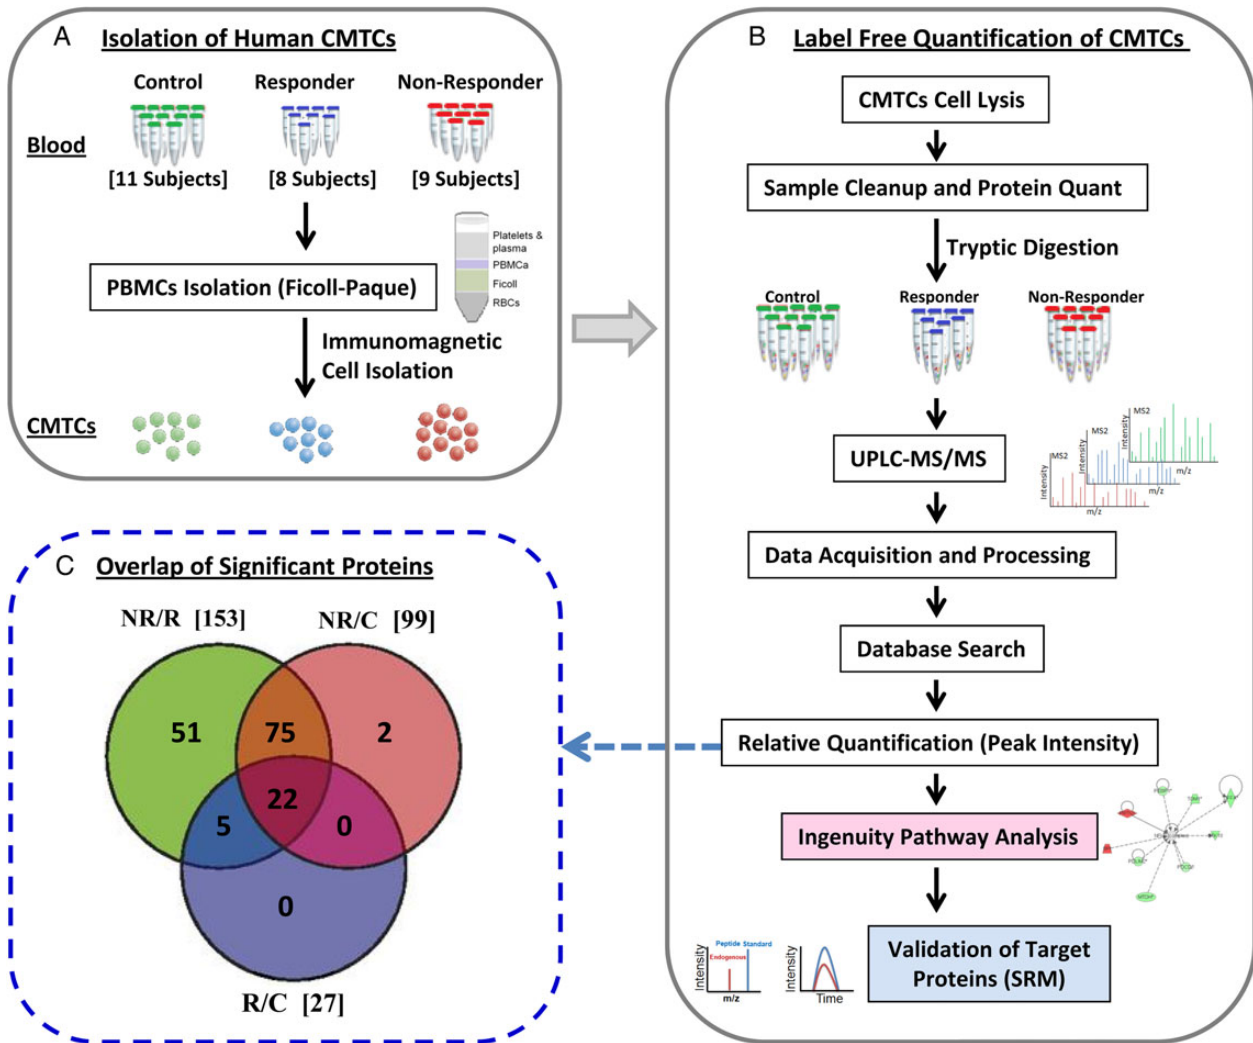 A Isolation of Human CMTCs
Control Responder Non-Responder
Blood
[11 Subjects] [8 Subjects] [9 Subjects]
Platelets &
plasma
PBMCa
Ficoll
RBCs
PBMCs Isolation (Ficoll-Paque)
Immunomagnetic
Cell Isolation
CMTCs
B Label Free Quantification of CMTCs
CMTCs Cell Lysis
Sample Cleanup and Protein Quant
Tryptic Digestion
Control Responder Non-Responder
UPLC-MS/MS
MS2
Intensity
m/z
MS2
Intensity
m/z
MS2
Intensity
m/z
Data Acquisition and Processing
Database Search
Relative Quantification (Peak Intensity)
Ingenuity Pathway Analysis
Validation of Target
Proteins (SRM)
Peptide Standard
Endogenous
Intensity
m/z
Intensity
Time
C Overlap of Significant Proteins
NR/R [153] NR/C [99]
51 75 2
22
5 0
0
R/C [27]